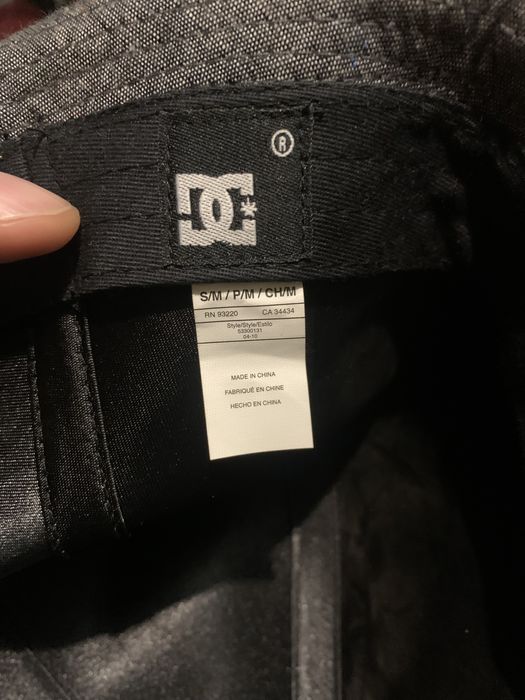 ®
DC
S/M / P/M / CH/M
RN 93220 CA 34434
Style/Style/Estilo
53300131
04-10
MADE IN CHINA
FABRIQUÉ EN CHINE
HECHO EN CHINA